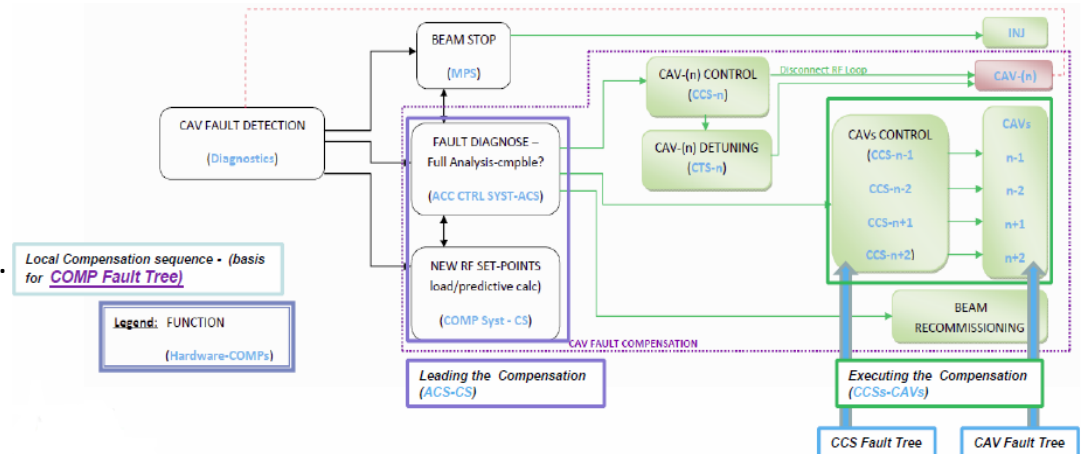 BEAM STOP
(MPS)
INJ
CAV-(n) CONTROL
(CCS-n)
Disconnect RF Loop
CAV-(n)
CAV FAULT DETECTION
(Diagnostics)
FAULT DIAGNOSE –
Full Analysis-cmpble?
(ACC CTRL SYST-ACS)
CAV-(n) DETUNING
(CTS-n)
CAVs CONTROL
(CCS-n-1
CCS-n-2
CCS-n+1
CCS-n+2)
CAVs
n-1
n-2
n+1
n+2
• Local Compensation sequence - (basis
for COMP Fault Tree)
NEW RF SET-POINTS
load/predictive calc)
(COMP Syst - CS)
BEAM
RECOMMISSIONING
Legend: FUNCTION
(Hardware-COMPs)
CAV FAULT COMPENSATION
Leading the Compensation
(ACS-CS)
Executing the Compensation
(CCSs-CAVs)
CCS Fault Tree
CAV Fault Tree